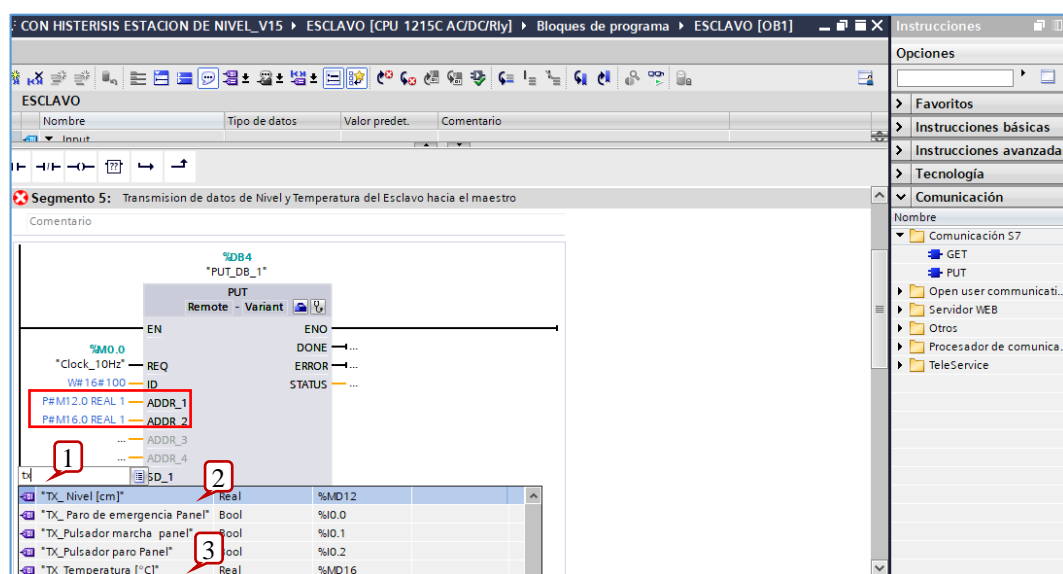 CON HISTERISIS ESTACION DE NIVEL_V15 ▸ ESCLAVO [CPU 1215C AC/DC/Rly] ▸ Bloques de programa ▸ ESCLAVO [OB1]
Instrucciones
Opciones
ESCLAVO
Nombre Tipo de datos Valor predet. Comentario
Input
Favoritos
Instrucciones básicas
Instrucciones avanzadas
Tecnología
Comunicación
Nombre
Comunicación S7
GET
PUT
Open user communicati...
Servidor WEB
Otros
Procesador de comunica...
TeleService
Segmento 5: Transmision de datos de Nivel y Temperatura del Esclavo hacia el maestro
Comentario
%DB4
"PUT_DB_1"
PUT
Remote - Variant
EN ENO
%M0.0 DONE ...
"Clock_10Hz" REQ ERROR ...
W#16#100 ID STATUS ...
P#M12.0 REAL 1 ADDR_1
P#M16.0 REAL 1 ADDR_2
... ADDR_3
... ADDR_4
1
tx SD_1
2
"TX_ Nivel [cm]" Real %MD12
"TX_ Paro de emergencia Panel" Bool %I0.0
"TX_Pulsador marcha panel" Bool %I0.1
"TX_Pulsador paro Panel" Bool %I0.2
3
"TX_Temperatura [°C]" Real %MD16